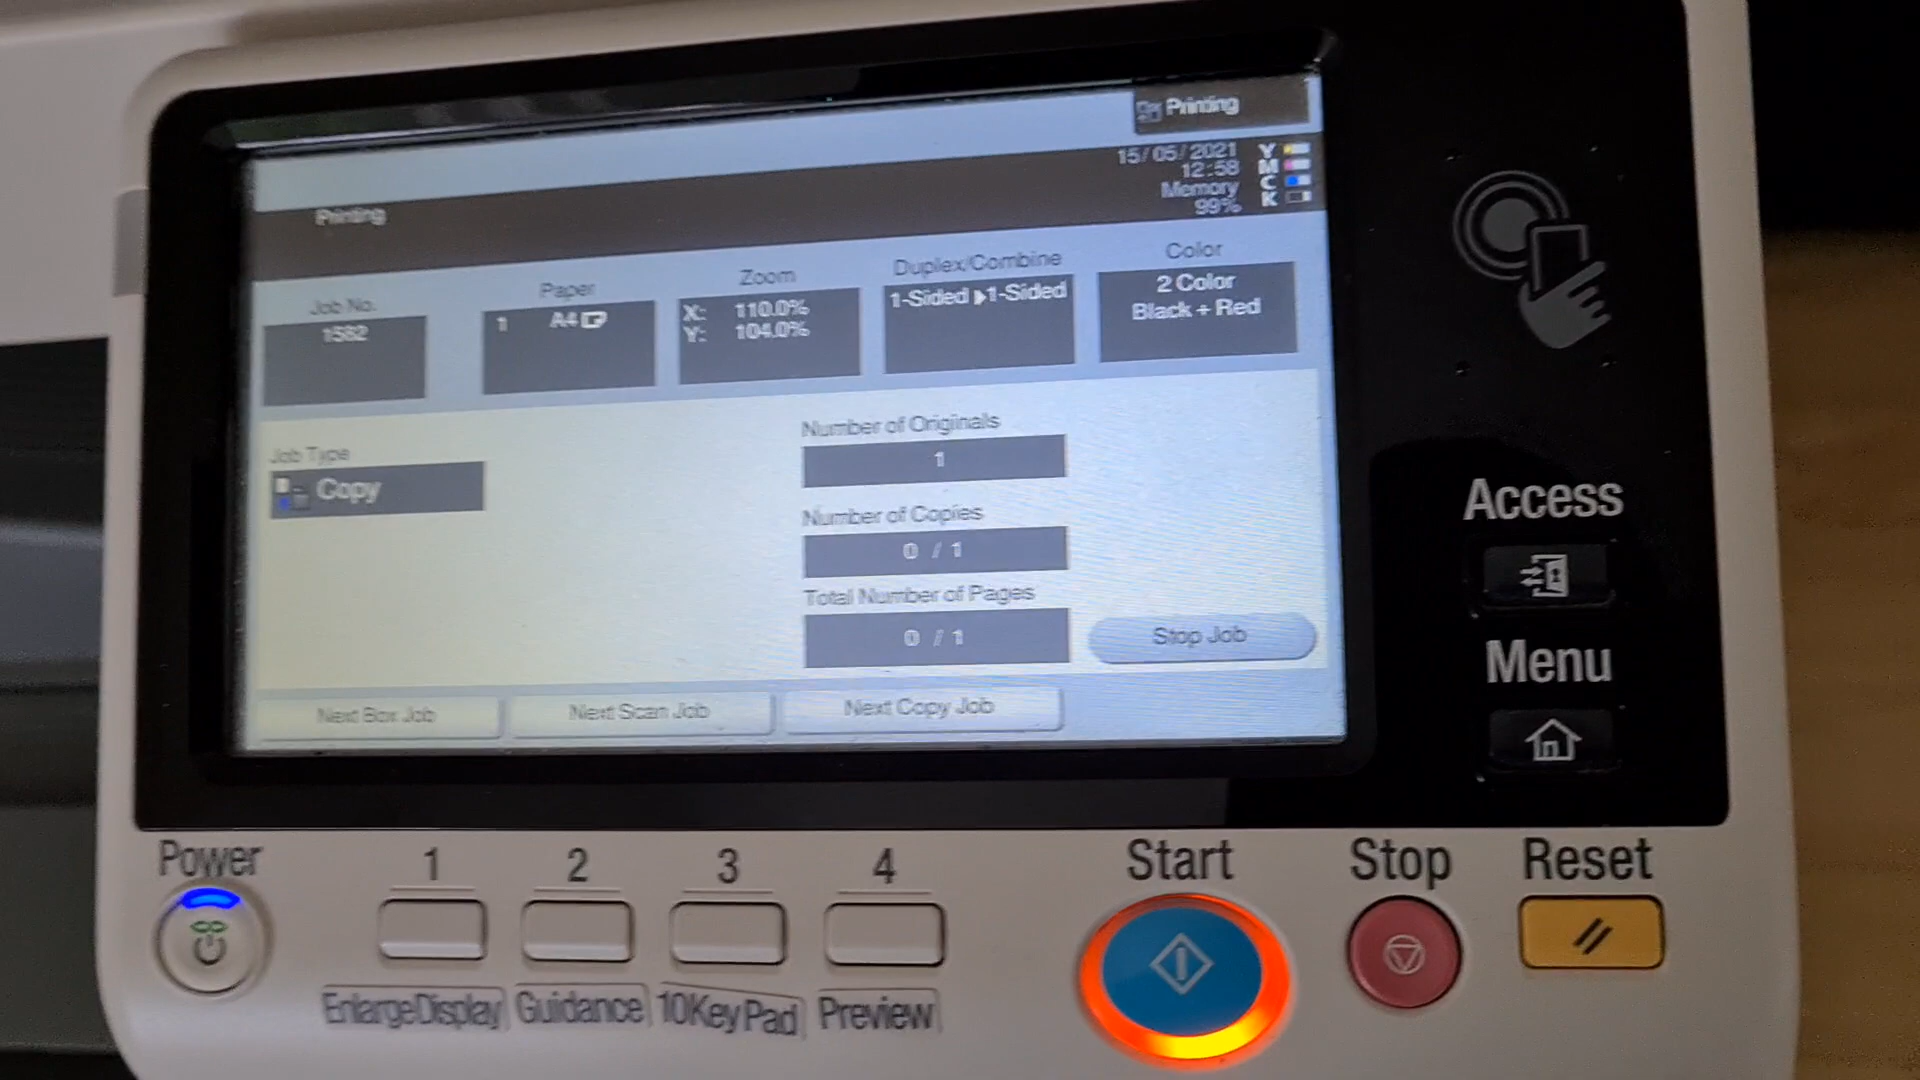 Printing
15/05/2021
12:58
Memory
99%
Y
M
C
K
Printing
Job No.
1582
Paper
1 A4
Zoom
X: 110.0%
Y: 104.0%
Duplex/Combine
1-Sided ▶ 1-Sided
Color
2 Color
Black + Red
Job Type
Copy
Number of Originals
1
Number of Copies
0 / 1
Total Number of Pages
0 / 1
Stop Job
Next Box Job
Next Scan Job
Next Copy Job
Access
Menu
Power
1
2
3
4
Start
Stop
Reset
Enlarge Display
Guidance
10 Key Pad
Preview